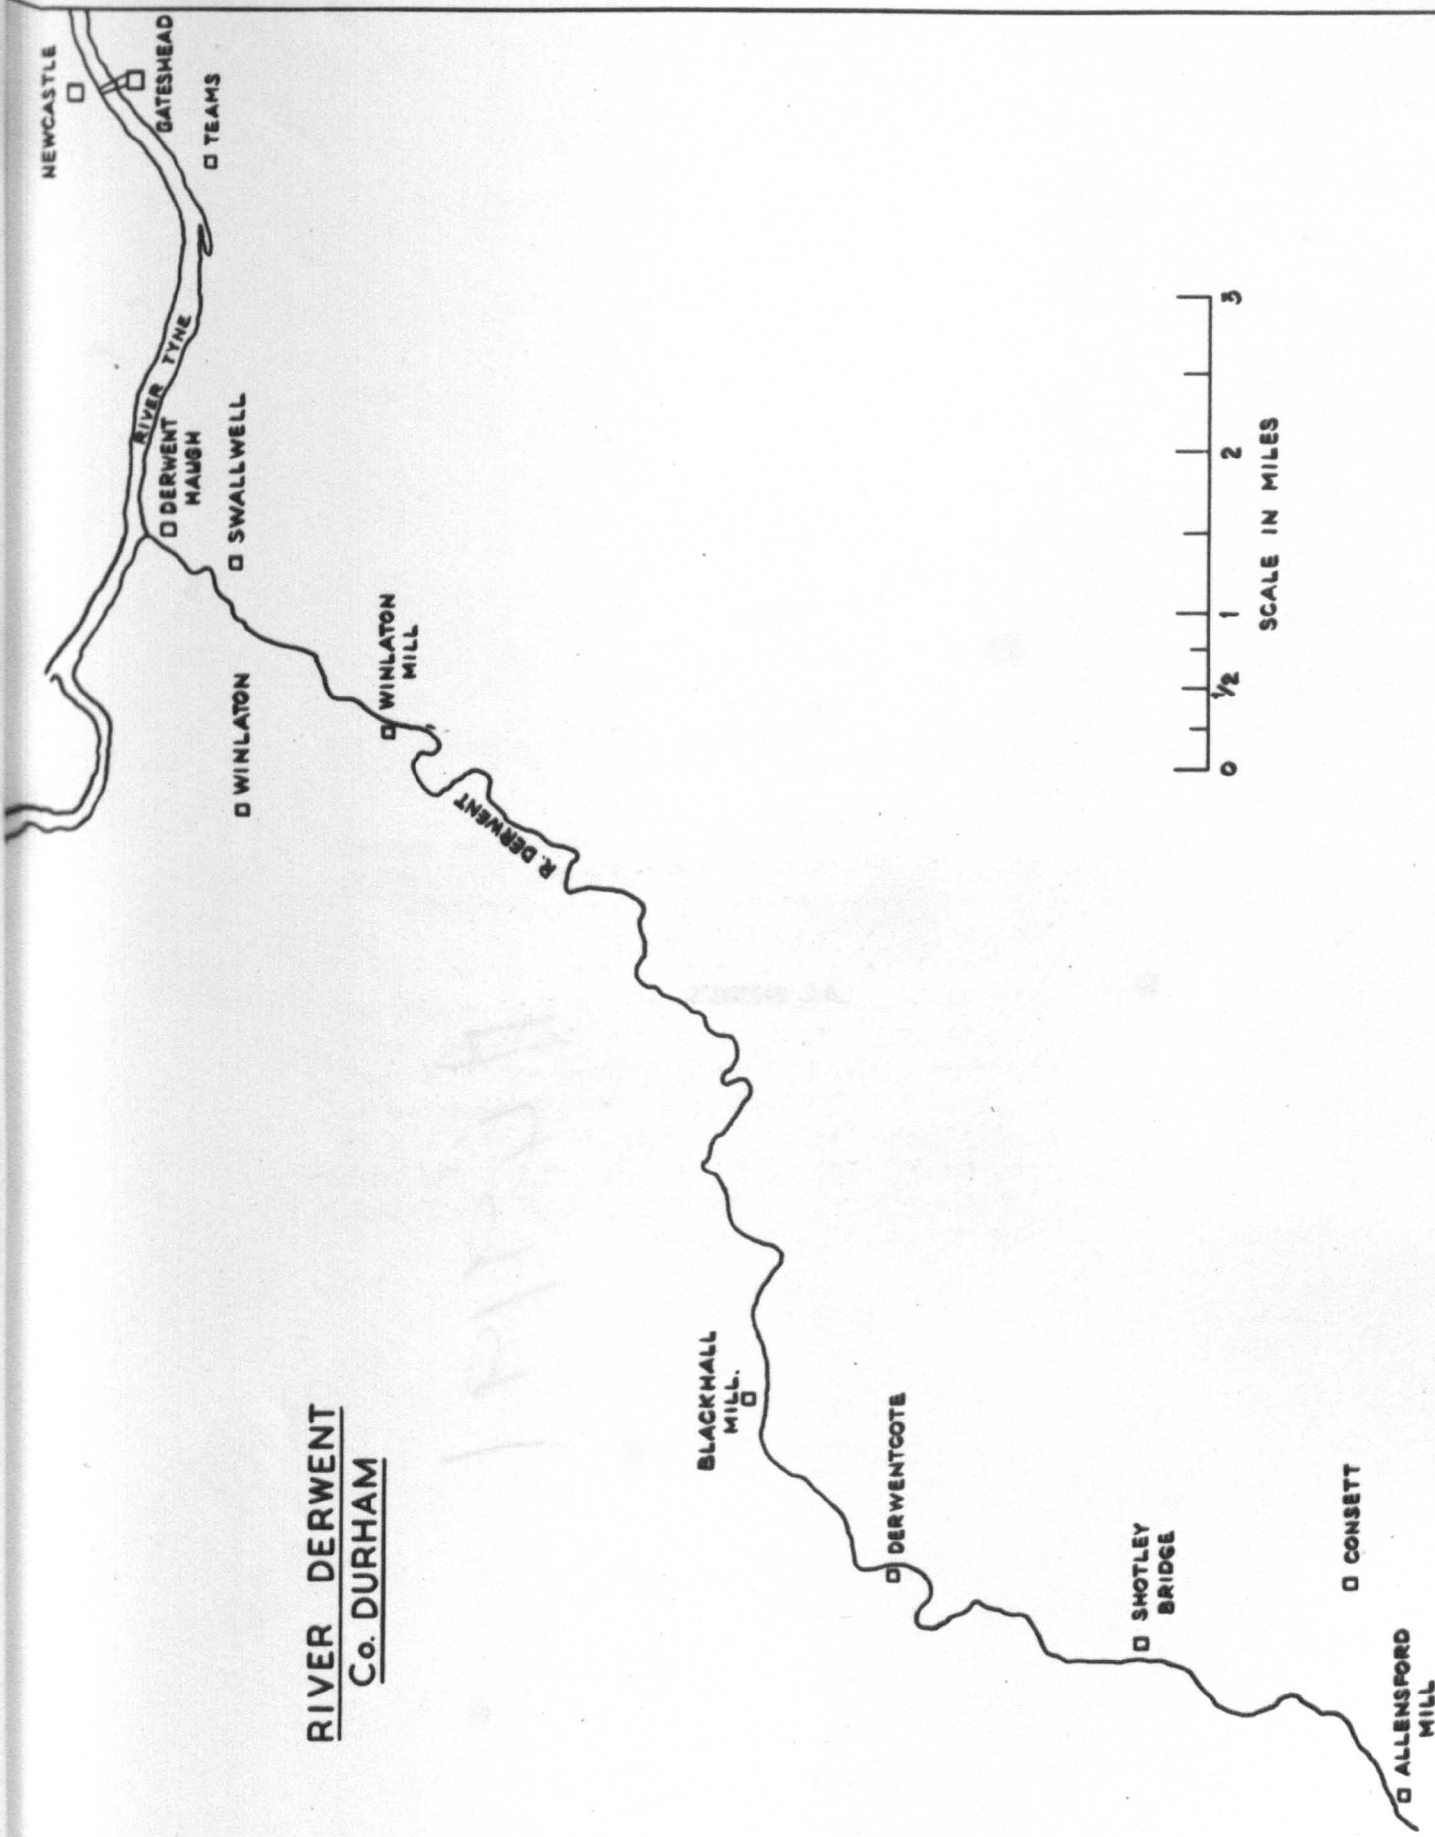 RIVER DERWENT
Co. DURHAM
NEWCASTLE
GATESHEAD
TEAMS
RIVER TYNE
DERWENT
HAUGH
SWALLWELL
WINLATON
WINLATON
MILL
R. DERWENT
BLACKHALL
MILL.
DERWENTCOTE
SHOTLEY
BRIDGE
CONSETT
ALLENSFORD
MILL
0 1/2 1 2 3
SCALE IN MILES